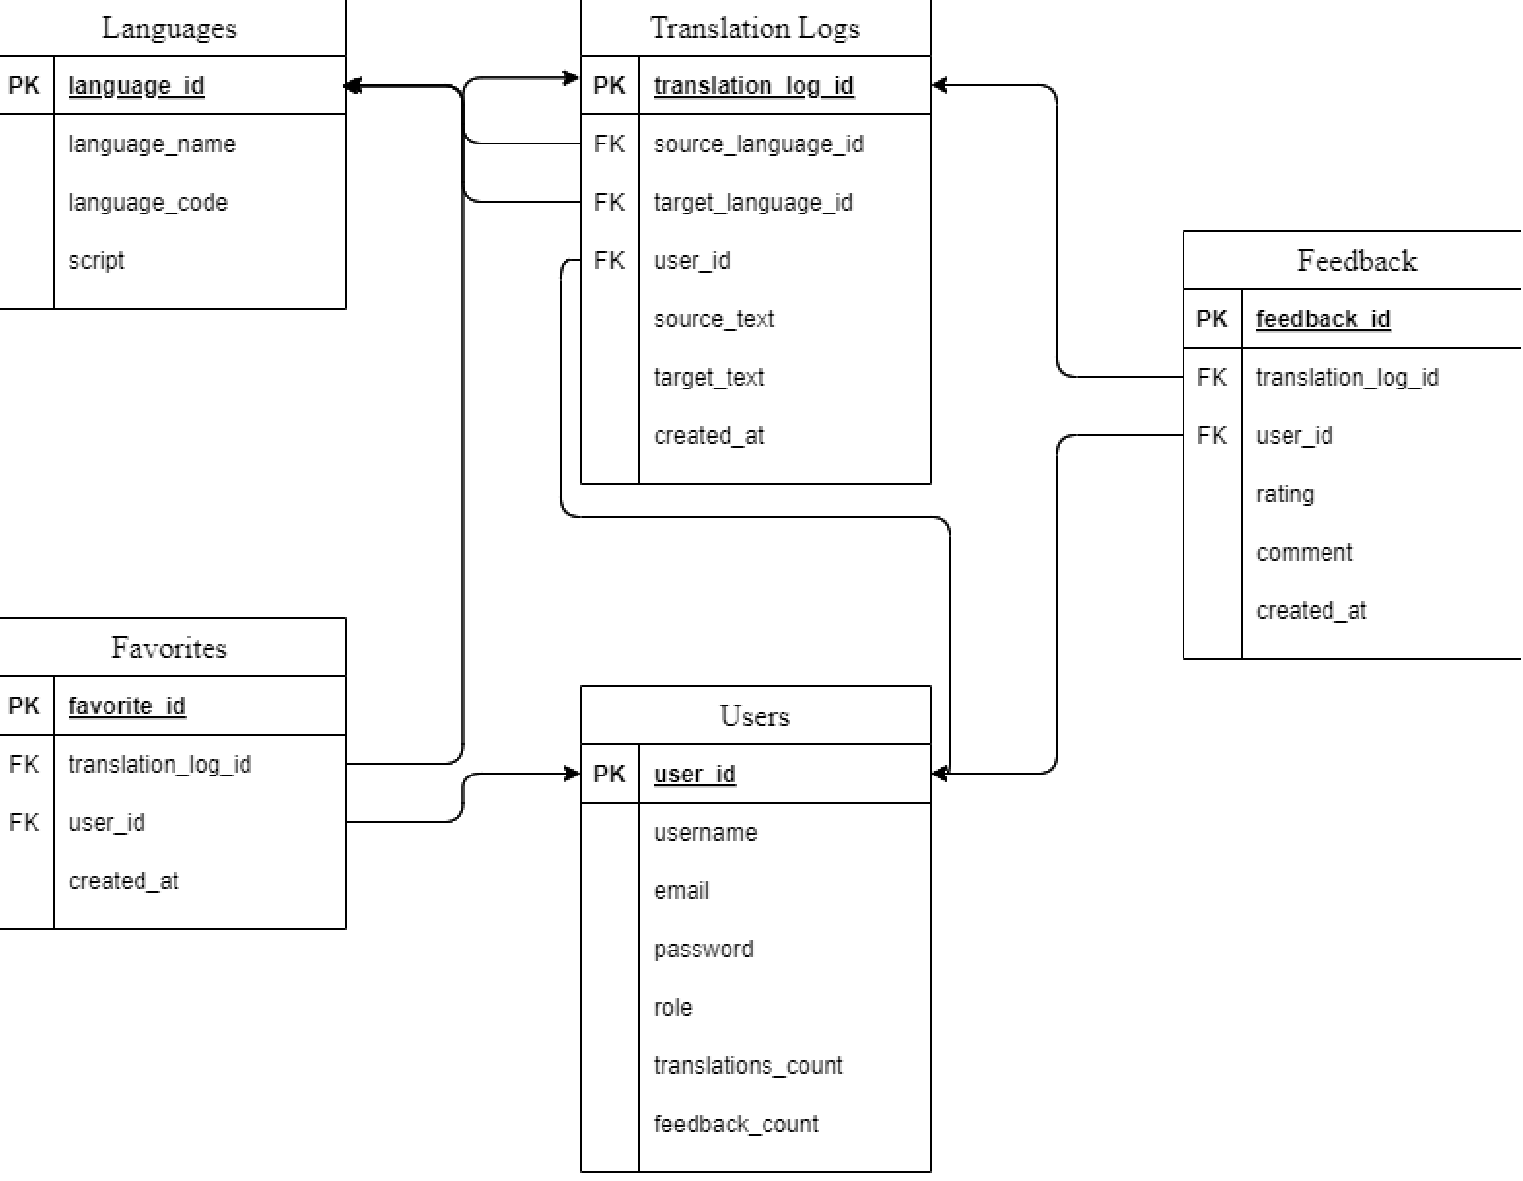 Languages
PK language_id
language_name
language_code
script
Translation Logs
PK translation_log_id
FK source_language_id
FK target_language_id
FK user_id
source_text
target_text
created_at
Feedback
PK feedback_id
FK translation_log_id
FK user_id
rating
comment
created_at
Favorites
PK favorite_id
FK translation_log_id
FK user_id
created_at
Users
PK user_id
username
email
password
role
translations_count
feedback_count